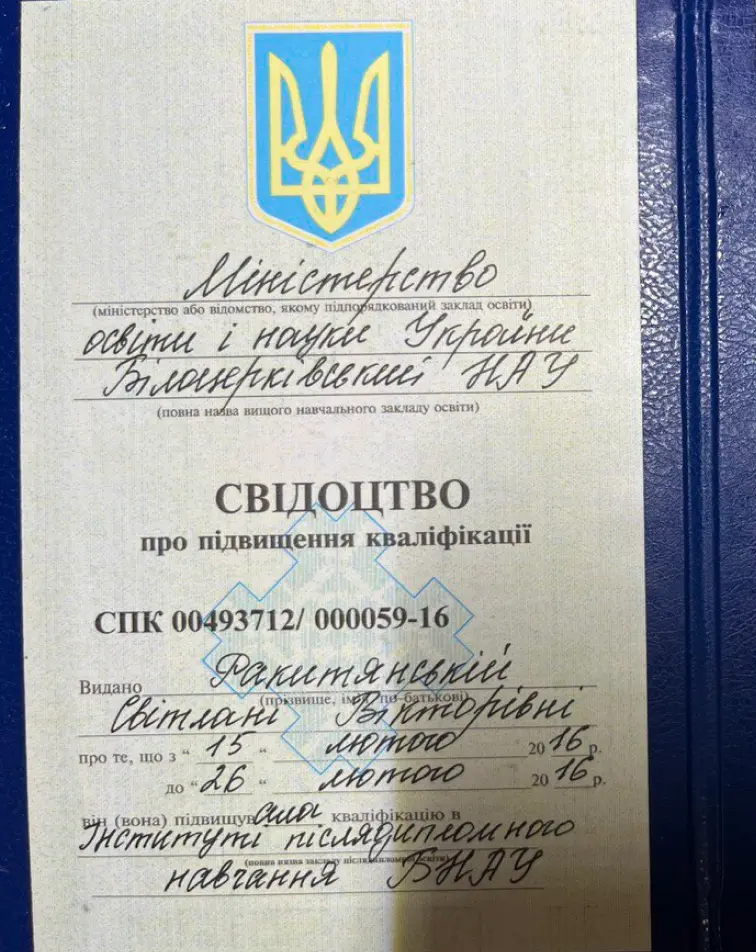 Міністерство
(міністерство або відомство, якому підпорядкований заклад освіти)
освіти і науки України
Білоцерківський НАУ
(повна назва вищого навчального закладу освіти)
СВІДОЦТВО
про підвищення кваліфікації
СПК 00493712/ 000059-16
Видано Ракитянській
(прізвище, ім'я, по-батькові)
Світлані Вікторівні
про те, що з “ 15 “ лютого 2016 р.
до “ 26 “ лютого 2016 р.
він (вона) підвищувала кваліфікацію в
Інституті післядипломного
(повна назва закладу післядипломної освіти)
навчання БНАУ